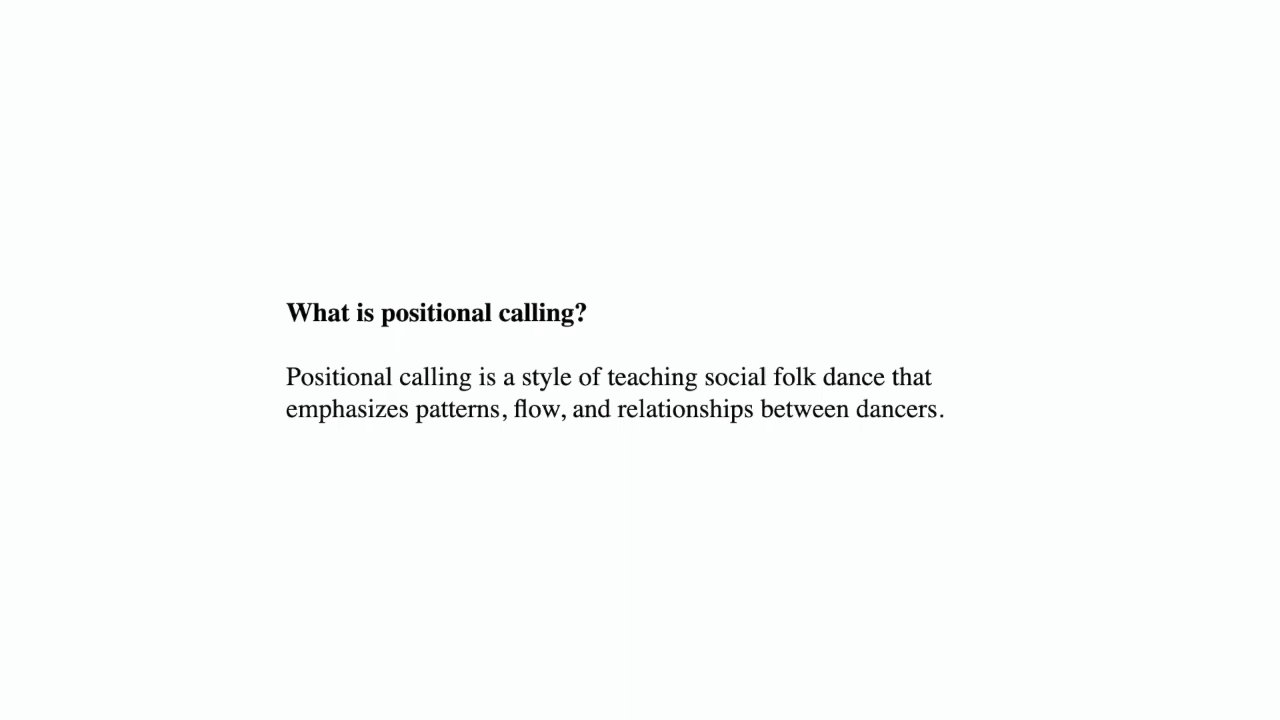 What is positional calling?
Positional calling is a style of teaching social folk dance that
emphasizes patterns, flow, and relationships between dancers.